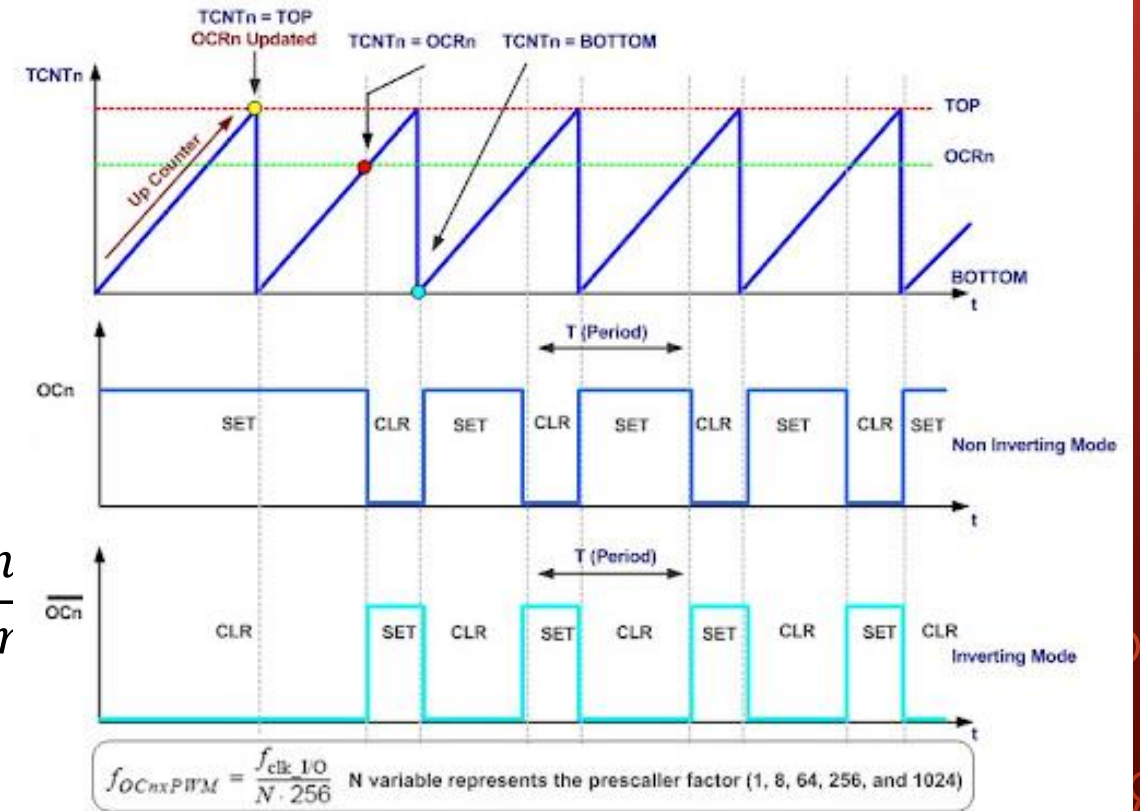 TCNTn = TOP
OCRn Updated
TCNTn = OCRn
TCNTn = BOTTOM
TCNTn
TOP
Up Counter
OCRn
BOTTOM
t
T (Period)
OCn
SET CLR SET CLR SET CLR SET CLR SET
Non Inverting Mode
t
n
T (Period)
OCn
CLR SET CLR SET CLR SET CLR SET CLR
Inverting Mode
t
fOCnxPWM = fclk_I/O / N · 256 N variable represents the prescaller factor (1, 8, 64, 256, and 1024)